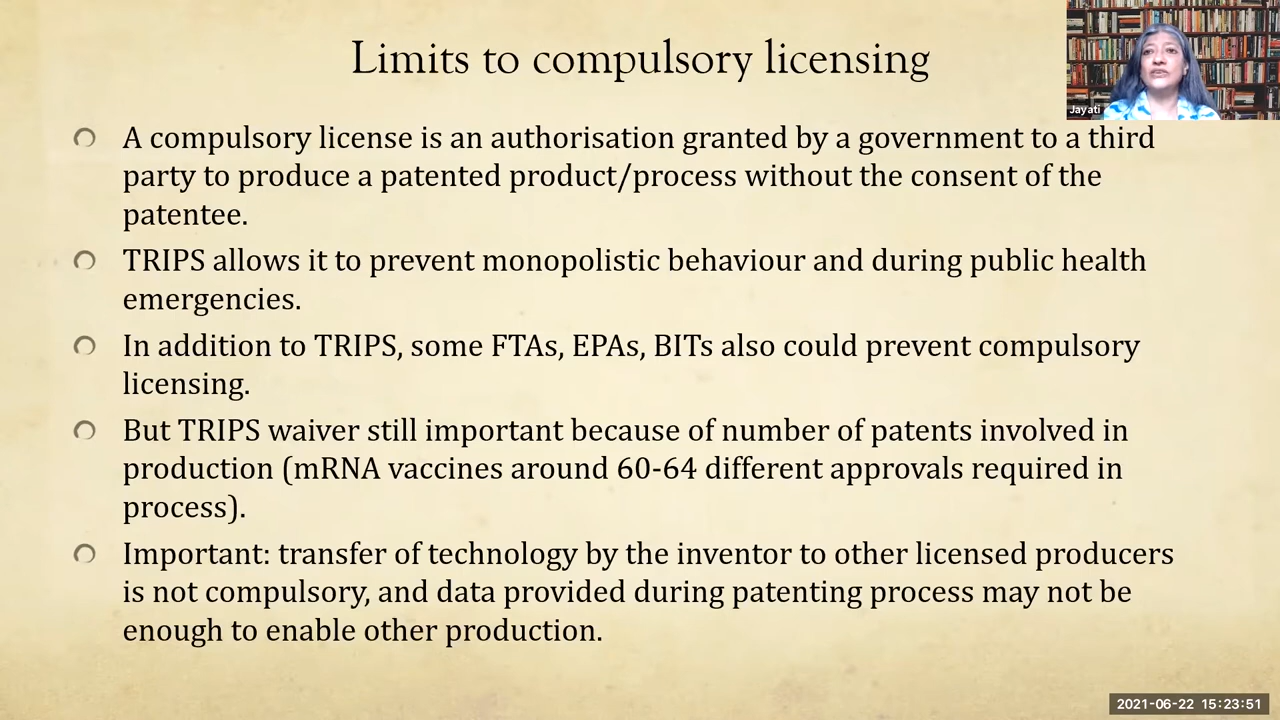 Limits to compulsory licensing
Jayati
A compulsory license is an authorisation granted by a government to a third
party to produce a patented product/process without the consent of the
patentee.
TRIPS allows it to prevent monopolistic behaviour and during public health
emergencies.
In addition to TRIPS, some FTAs, EPAs, BITs also could prevent compulsory
licensing.
But TRIPS waiver still important because of number of patents involved in
production (mRNA vaccines around 60-64 different approvals required in
process).
Important: transfer of technology by the inventor to other licensed producers
is not compulsory, and data provided during patenting process may not be
enough to enable other production.
2021-06-22 15:23:51